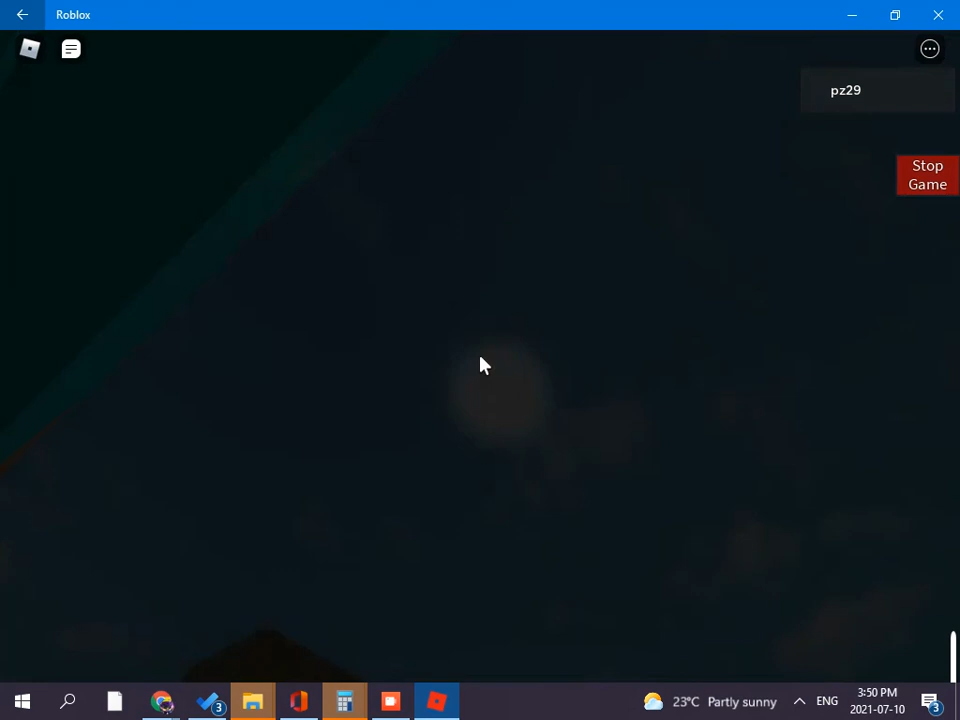 Roblox
pz29
Stop
Game
3
23°C Partly sunny
ENG
3:50 PM
2021-07-10
3